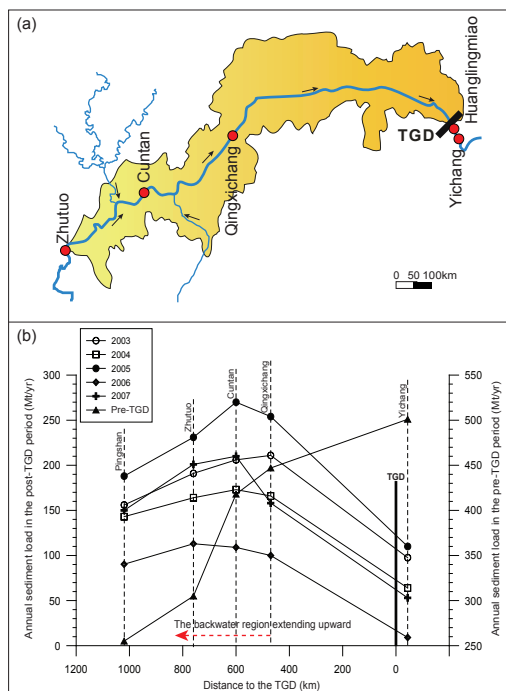 (a)
Huanglingmiao
TGD
Cuntan
Qingxichang
Yichang
Zhutuo
0 50 100km
(b)
2003
2004
2005
2006
2007
Pre-TGD
Annual sediment load in the post-TGD period (Mt/yr)
300
250
200
150
100
50
0
Pingshan
Zhutuo
Cuntan
Qingxichang
TGD
Yichang
550
500
450
400
350
300
250
Annual sediment load in the pre-TGD period (Mt/yr)
The backwater region extending upward
1200 1000 800 600 400 200 0
Distance to the TGD (km)